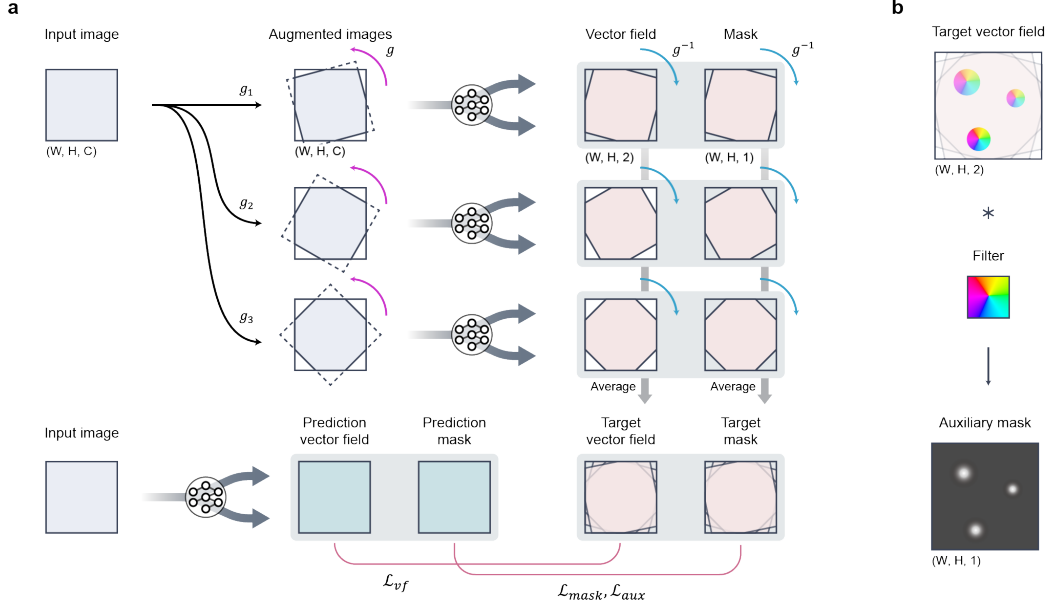 a
Input image
Augmented images
Vector field
Mask
g
g⁻¹
g⁻¹
g₁
(W, H, C)
(W, H, C)
(W, H, 2)
(W, H, 1)
g₂
g₃
Average
Average
Input image
Prediction
vector field
Prediction
mask
Target
vector field
Target
mask
ℒvf
ℒmask, ℒaux
b
Target vector field
(W, H, 2)
*
Filter
Auxiliary mask
(W, H, 1)